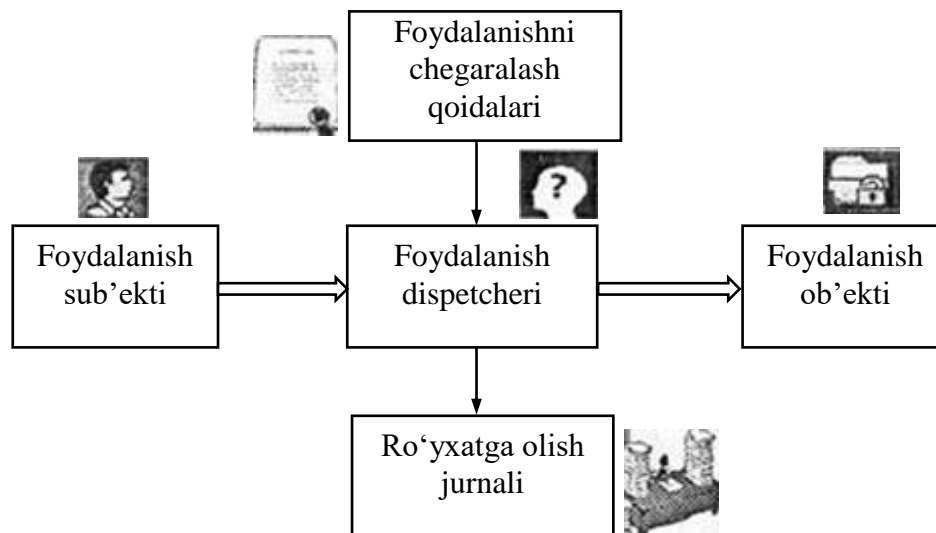 Foydalanishni
chegaralash
qoidalari
?
Foydalanish
sub’ekti
Foydalanish
dispetcheri
Foydalanish
ob’ekti
Ro‘yxatga olish
jurnali